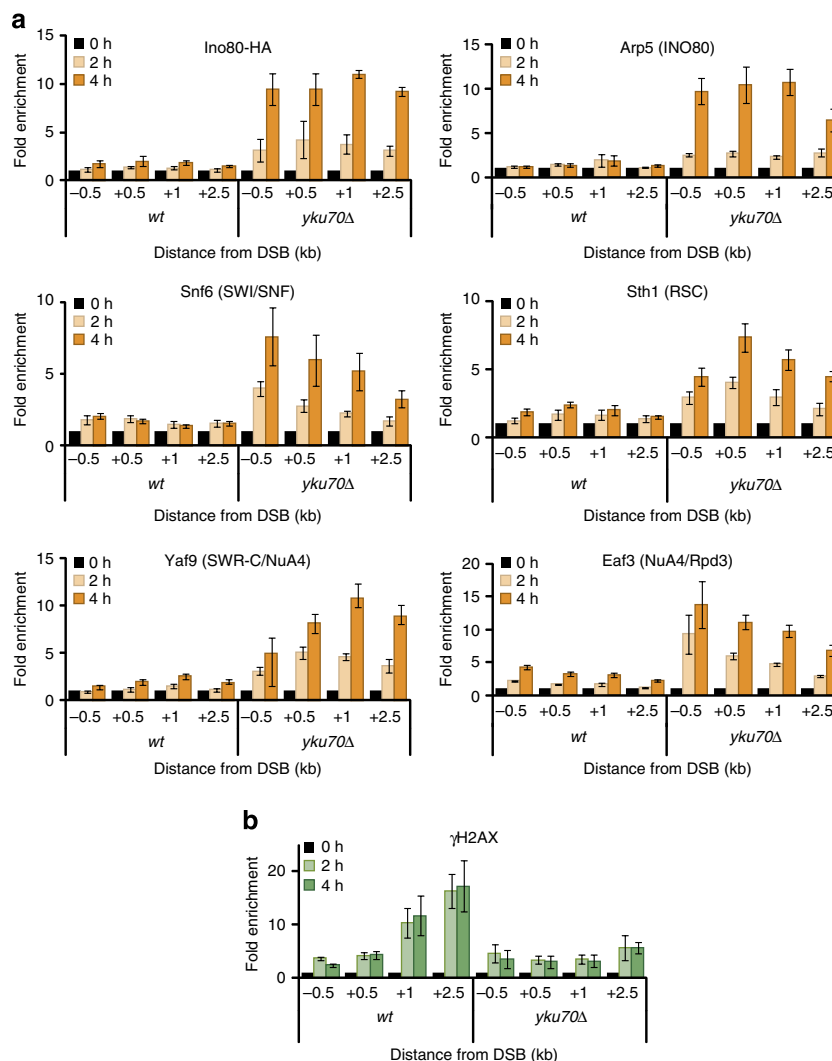 a
Ino80-HA
0 h
2 h
4 h
Fold enrichment
15
10
5
0
–0.5 +0.5 +1 +2.5 –0.5 +0.5 +1 +2.5
wt yku70Δ
Distance from DSB (kb)
Arp5 (INO80)
0 h
2 h
4 h
Fold enrichment
15
10
5
0
–0.5 +0.5 +1 +2.5 –0.5 +0.5 +1 +2.5
wt yku70Δ
Distance from DSB (kb)
Snf6 (SWI/SNF)
0 h
2 h
4 h
Fold enrichment
10
5
0
–0.5 +0.5 +1 +2.5 –0.5 +0.5 +1 +2.5
wt yku70Δ
Distance from DSB (kb)
Sth1 (RSC)
0 h
2 h
4 h
Fold enrichment
10
5
0
–0.5 +0.5 +1 +2.5 –0.5 +0.5 +1 +2.5
wt yku70Δ
Distance from DSB (kb)
Yaf9 (SWR-C/NuA4)
0 h
2 h
4 h
Fold enrichment
15
10
5
0
–0.5 +0.5 +1 +2.5 –0.5 +0.5 +1 +2.5
wt yku70Δ
Distance from DSB (kb)
Eaf3 (NuA4/Rpd3)
0 h
2 h
4 h
Fold enrichment
20
15
10
5
0
–0.5 +0.5 +1 +2.5 –0.5 +0.5 +1 +2.5
wt yku70Δ
Distance from DSB (kb)
b
γH2AX
0 h
2 h
4 h
Fold enrichment
20
10
0
–0.5 +0.5 +1 +2.5 –0.5 +0.5 +1 +2.5
wt yku70Δ
Distance from DSB (kb)